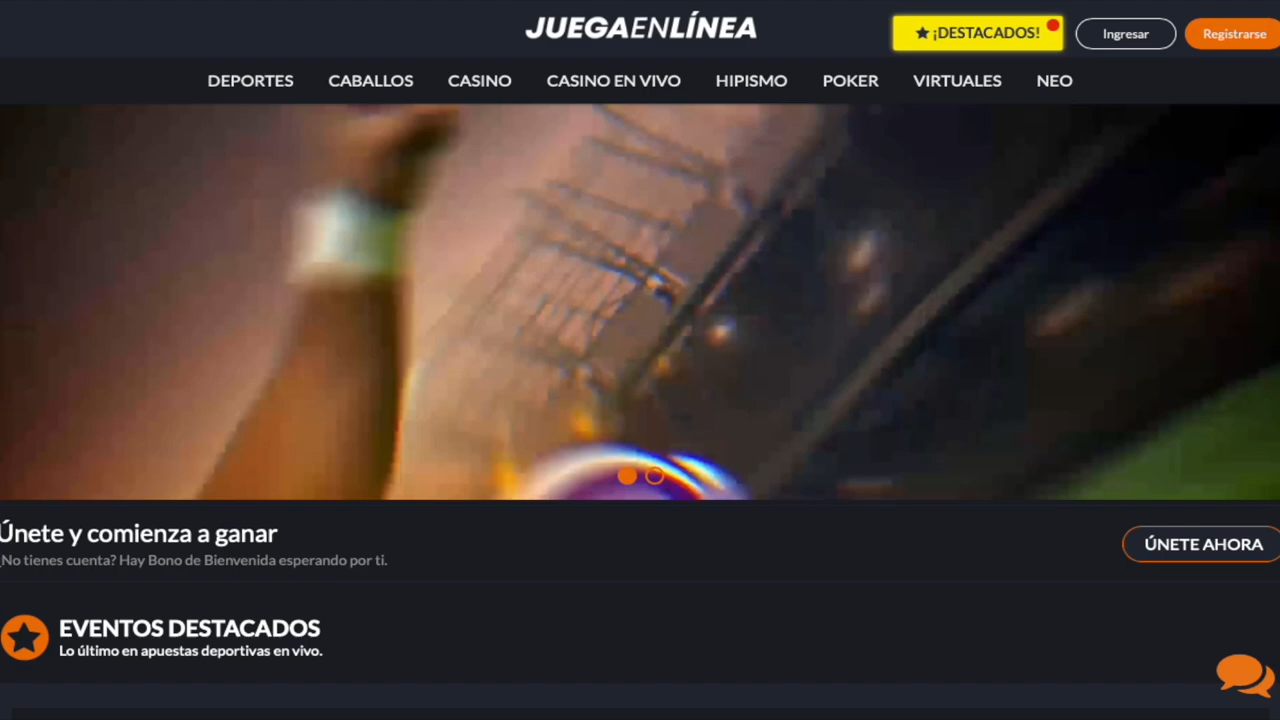 JUEGAENLÍNEA
★ ¡DESTACADOS!
Ingresar
Registrarse
DEPORTES
CABALLOS
CASINO
CASINO EN VIVO
HIPISMO
POKER
VIRTUALES
NEO
Únete y comienza a ganar
¿No tienes cuenta? Hay Bono de Bienvenida esperando por ti.
ÚNETE AHORA
EVENTOS DESTACADOS
Lo último en apuestas deportivas en vivo.